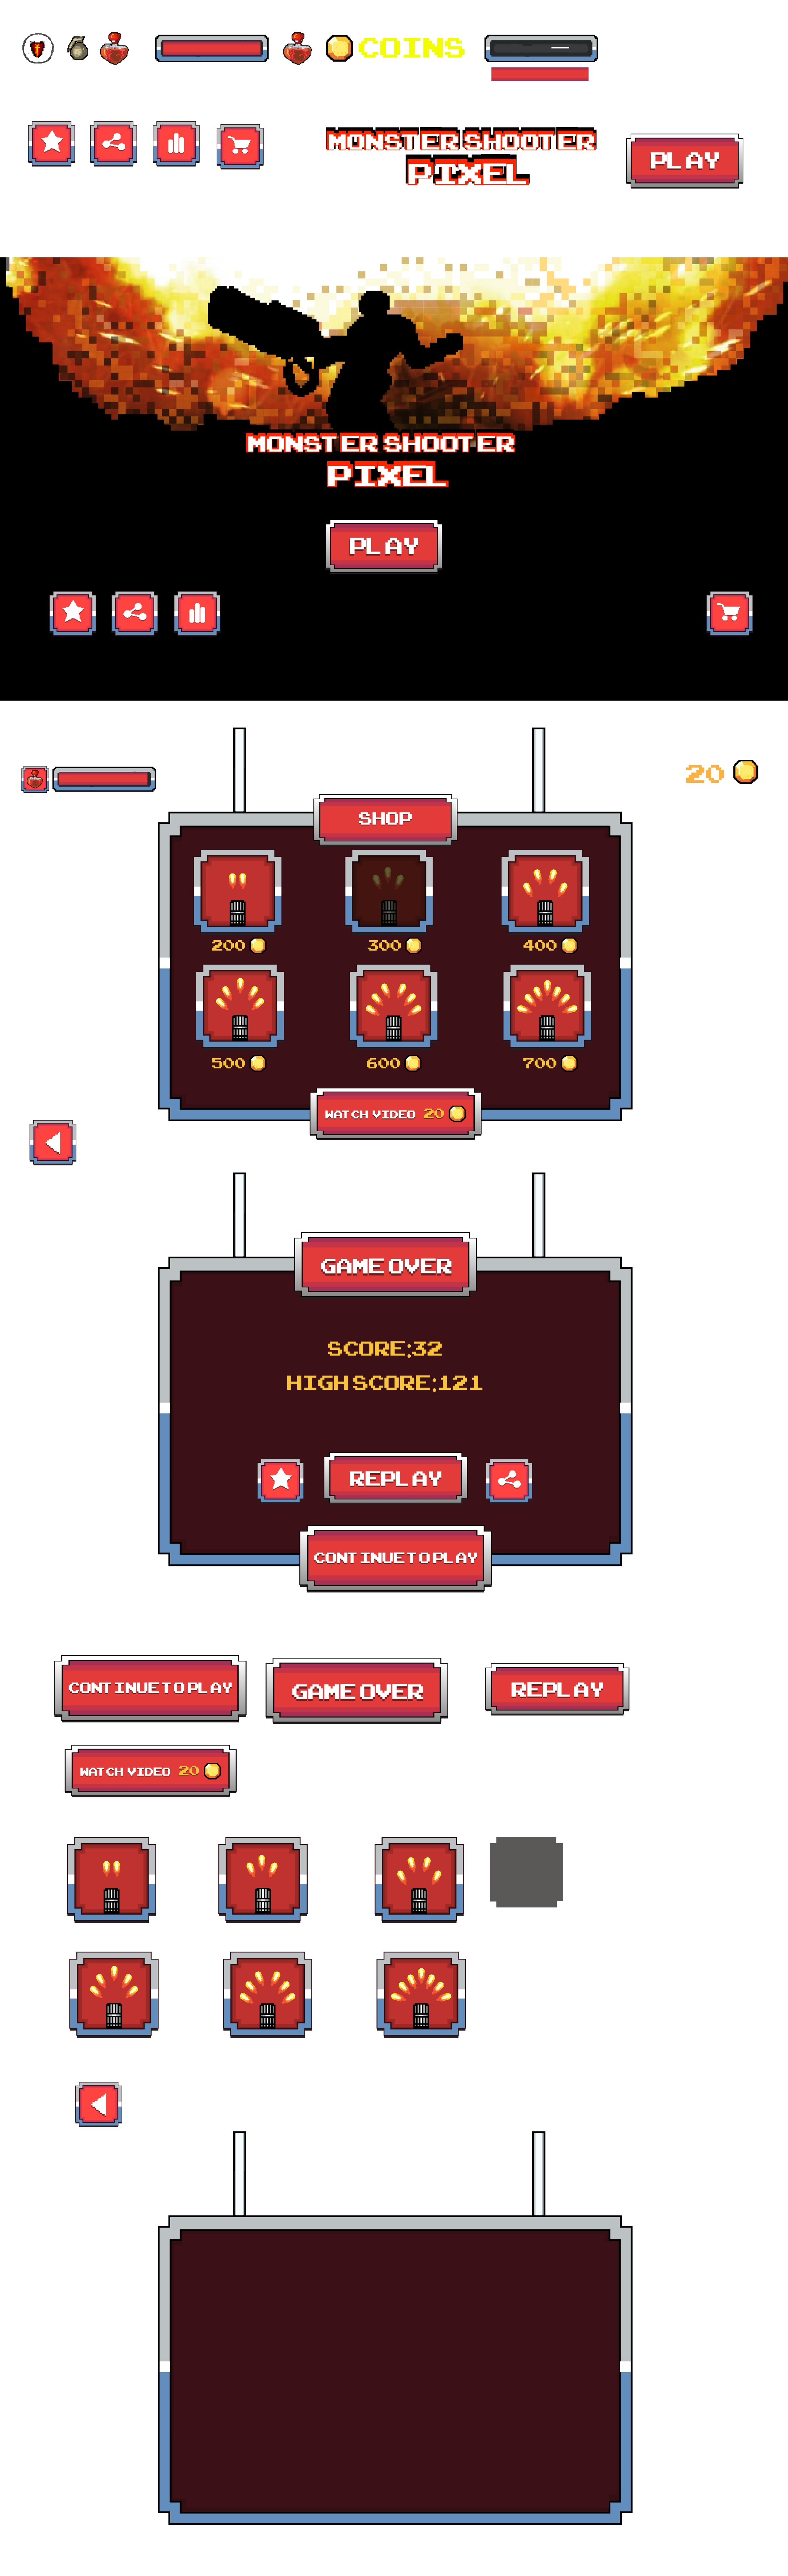 COINS
MONSTER SHOOTER
PIXEL
PLAY
MONSTER SHOOTER
PIXEL
PLAY
20
SHOP
200
300
400
500
600
700
WATCH VIDEO 20
GAME OVER
SCORE:32
HIGH SCORE:121
REPLAY
CONTINUE TO PLAY
CONTINUE TO PLAY
GAME OVER
REPLAY
WATCH VIDEO 20